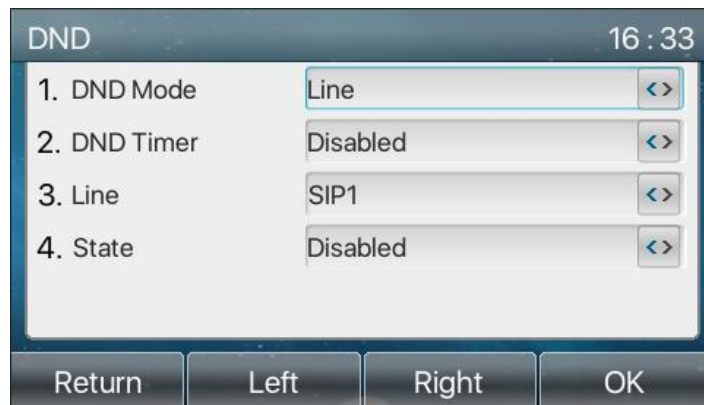 DND 16 : 33
1. DND Mode Line < >
2. DND Timer Disabled < >
3. Line SIP1 < >
4. State Disabled < >
Return Left Right OK